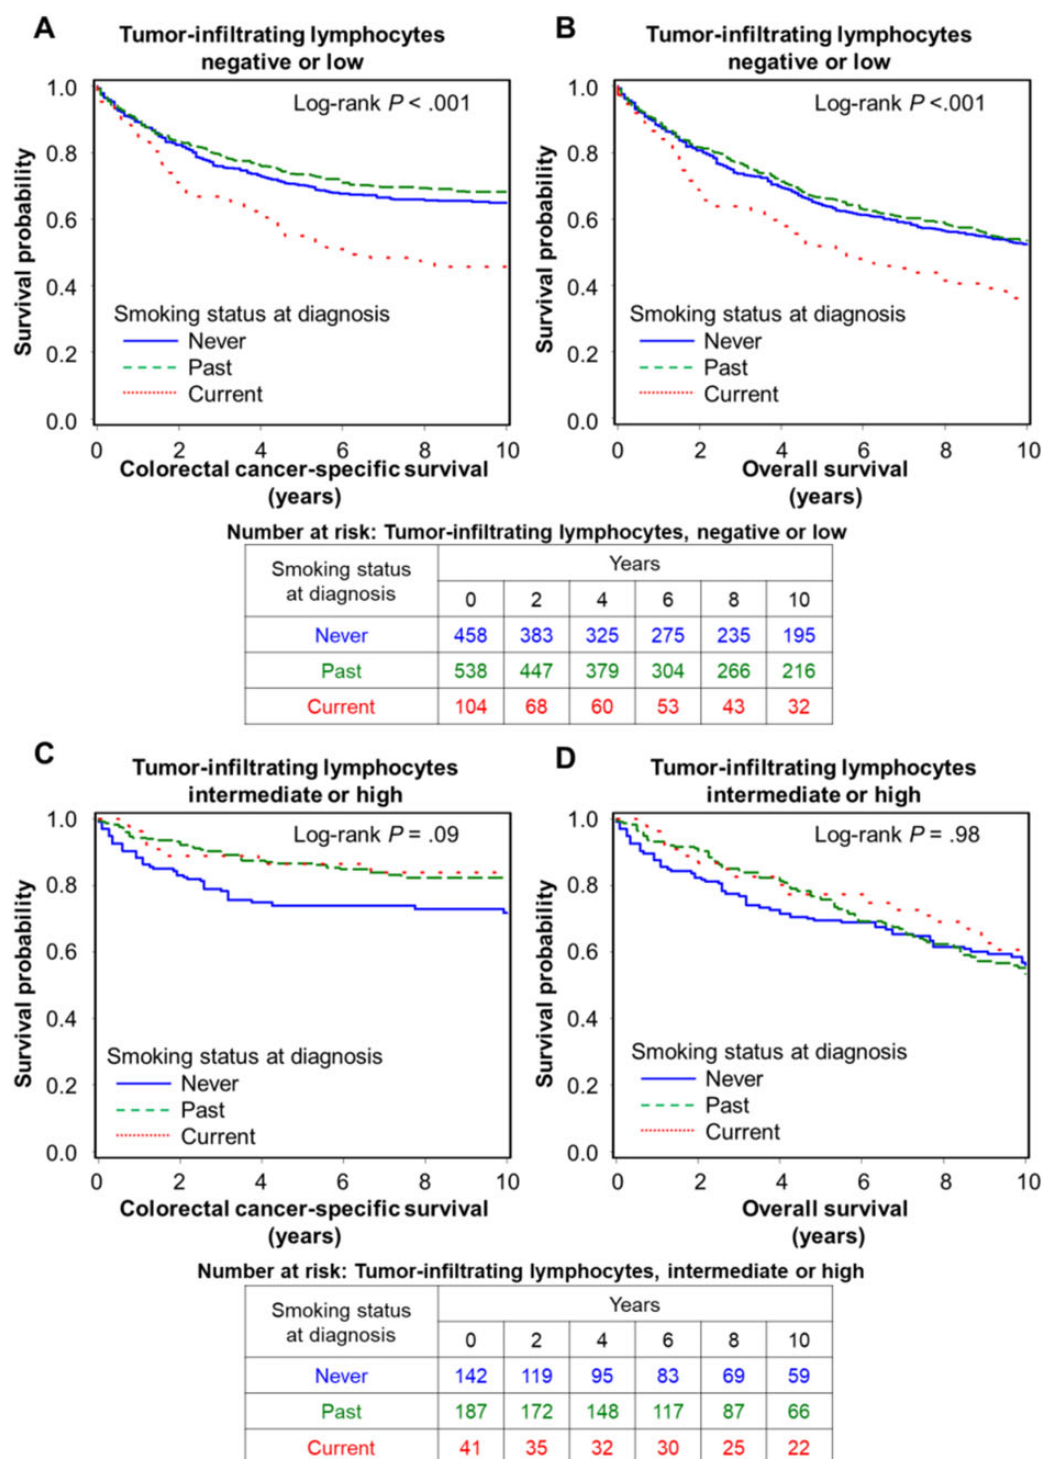 A
Tumor-infiltrating lymphocytes
negative or low
Log-rank P < .001
Survival probability
1.0
0.8
0.6
0.4
0.2
0.0
Smoking status at diagnosis
Never
Past
Current
0 2 4 6 8 10
Colorectal cancer-specific survival
(years)
B
Tumor-infiltrating lymphocytes
negative or low
Log-rank P <.001
Survival probability
1.0
0.8
0.6
0.4
0.2
0.0
Smoking status at diagnosis
Never
Past
Current
0 2 4 6 8 10
Overall survival
(years)
Number at risk: Tumor-infiltrating lymphocytes, negative or low
Smoking status
at diagnosis
Years
0 2 4 6 8 10
Never 458 383 325 275 235 195
Past 538 447 379 304 266 216
Current 104 68 60 53 43 32
C
Tumor-infiltrating lymphocytes
intermediate or high
Log-rank P = .09
Survival probability
1.0
0.8
0.6
0.4
0.2
0.0
Smoking status at diagnosis
Never
Past
Current
0 2 4 6 8 10
Colorectal cancer-specific survival
(years)
D
Tumor-infiltrating lymphocytes
intermediate or high
Log-rank P = .98
Survival probability
1.0
0.8
0.6
0.4
0.2
0.0
Smoking status at diagnosis
Never
Past
Current
0 2 4 6 8 10
Overall survival
(years)
Number at risk: Tumor-infiltrating lymphocytes, intermediate or high
Smoking status
at diagnosis
Years
0 2 4 6 8 10
Never 142 119 95 83 69 59
Past 187 172 148 117 87 66
Current 41 35 32 30 25 22